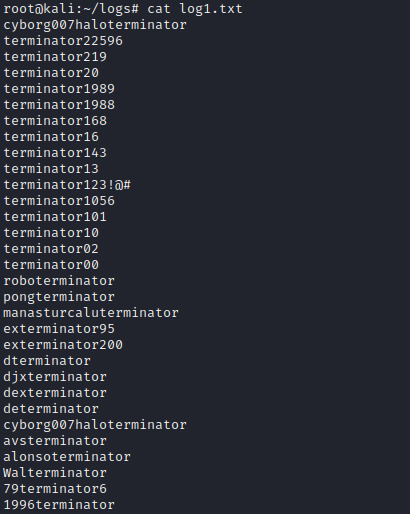 root@kali:~/logs# cat log1.txt
cyborg007haloterminator
terminator22596
terminator219
terminator20
terminator1989
terminator1988
terminator168
terminator16
terminator143
terminator13
terminator123!@#
terminator1056
terminator101
terminator10
terminator02
terminator00
roboterminator
pongterminator
manasturcaluterminator
exterminator95
exterminator200
dterminator
djxterminator
dexterminator
determinator
cyborg007haloterminator
avsterminator
alonsoterminator
Walterminator
79terminator6
1996terminator